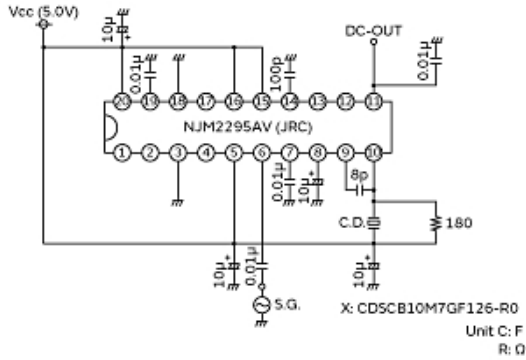 Vcc (5.0V)
10μ
+
0.01μ
100p
DC-OUT
0.01μ
20 19 18 17 16 15 14 13 12 11
NJM2295AV (JRC)
1 2 3 4 5 6 7 8 9 10
0.01μ
10μ
+
8p
C.D.
180
10μ
+
0.01μ
S.G.
10μ
+
X: CDSCB10M7GF126-R0
Unit C: F
R: Ω